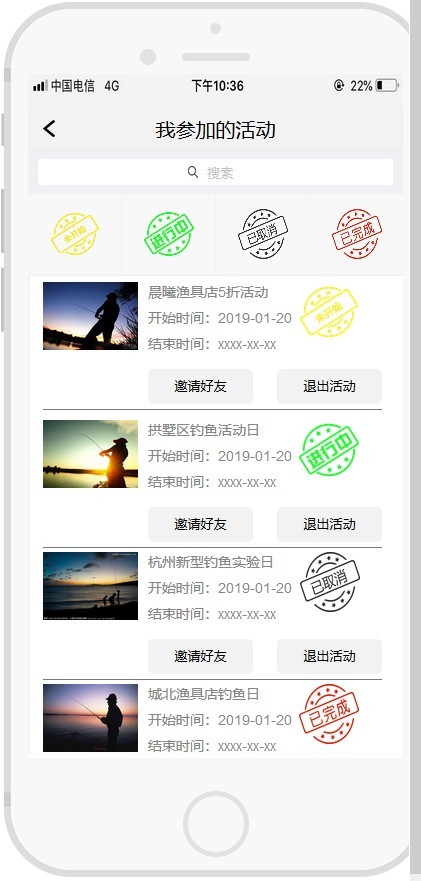 中国电信 4G 下午10:36 22%
我参加的活动
搜索
未开始 进行中 已取消 已完成
晨曦渔具店5折活动
开始时间：2019-01-20
未开始
结束时间：xxxx-xx-xx
邀请好友 退出活动
拱墅区钓鱼活动日
开始时间：2019-01-20
进行中
结束时间：xxxx-xx-xx
邀请好友 退出活动
杭州新型钓鱼实验日
已取消
开始时间：2019-01-20
结束时间：xxxx-xx-xx
邀请好友 退出活动
城北渔具店钓鱼日
已完成
开始时间：2019-01-20
结束时间：xxxx-xx-xx